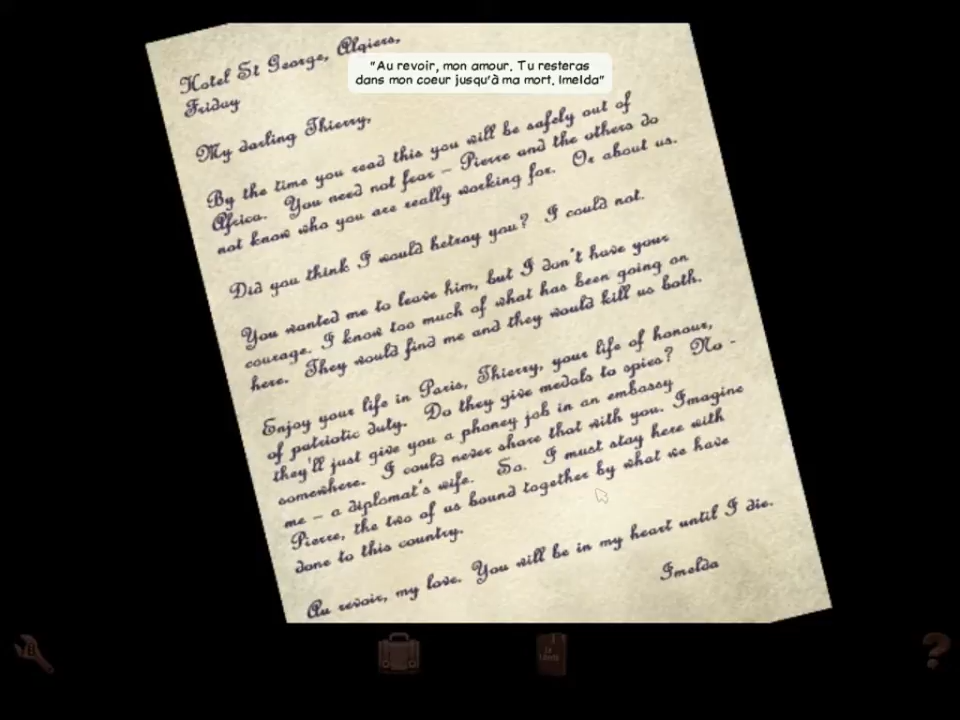 Hotel St George, Algiers,
"Au revoir, mon amour. Tu resteras
dans mon coeur jusqu'à ma mort. Imelda"
Friday
My darling Thierry,
By the time you read this you will be safely out of
Africa. You need not fear – Pierre and the others do
not know who you are really working for. Or about us.
Did you think I would betray you? I could not.
You wanted me to leave him, but I don't have your
courage. I know too much of what has been going on
here. They would find me and they would kill us both.
Enjoy your life in Paris, Thierry, your life of honour,
of patriotic duty. Do they give medals to spies? No -
they'll just give you a phoney job in an embassy
somewhere. I could never share that with you. Imagine
me – a diplomat's wife. So. I must stay here with
Pierre, the two of us bound together by what we have
done to this country.
Au revoir, my love. You will be in my heart until I die.
Imelda
?